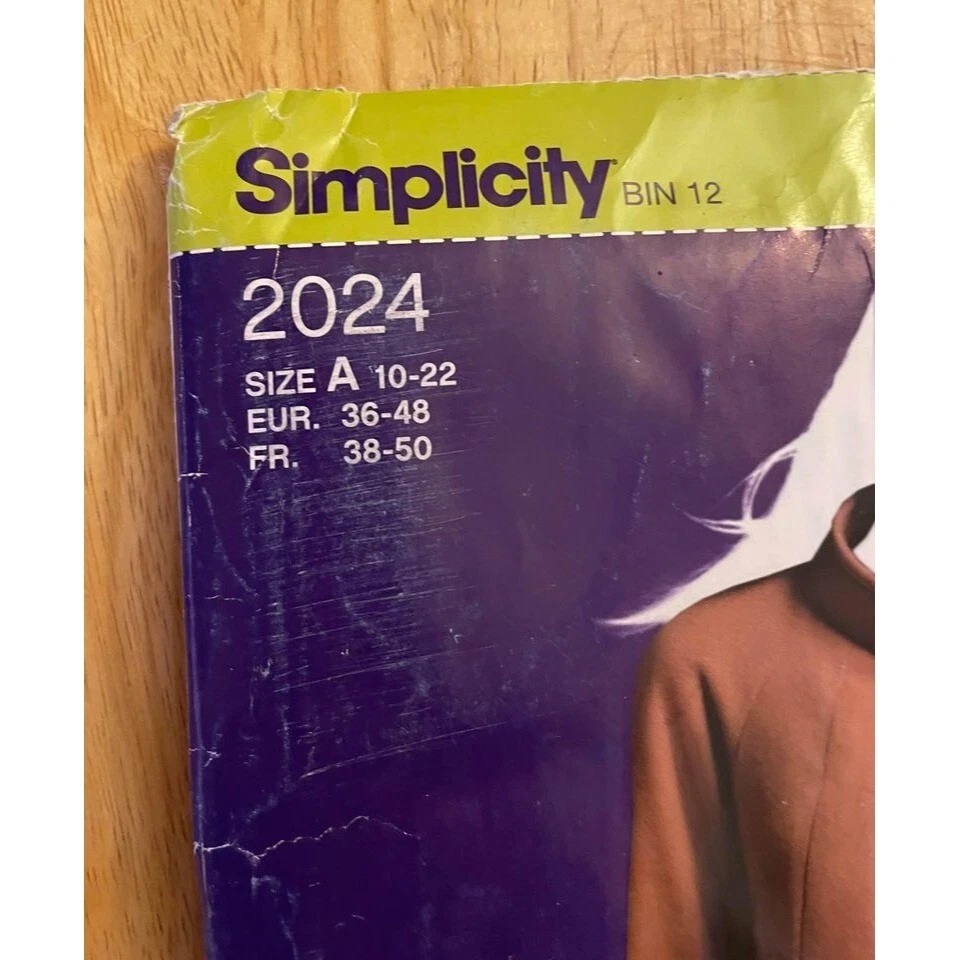 Simplicity BIN 12
2024
SIZE A 10-22
EUR. 36-48
FR. 38-50